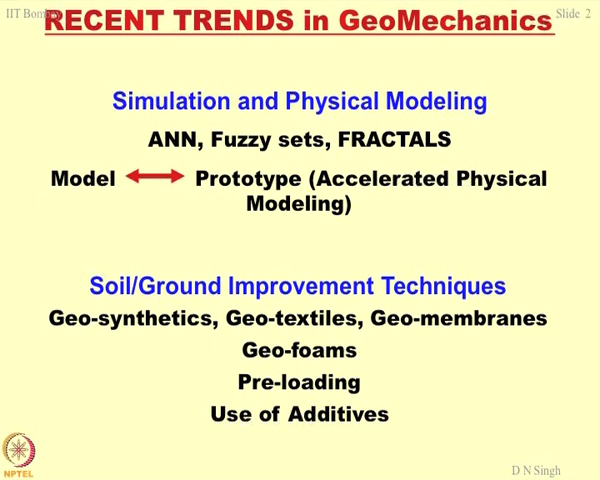 IIT Bombay
Slide 2
RECENT TRENDS in GeoMechanics
Simulation and Physical Modeling
ANN, Fuzzy sets, FRACTALS
Model Prototype (Accelerated Physical
Modeling)
Soil/Ground Improvement Techniques
Geo-synthetics, Geo-textiles, Geo-membranes
Geo-foams
Pre-loading
Use of Additives
NPTEL
D N Singh